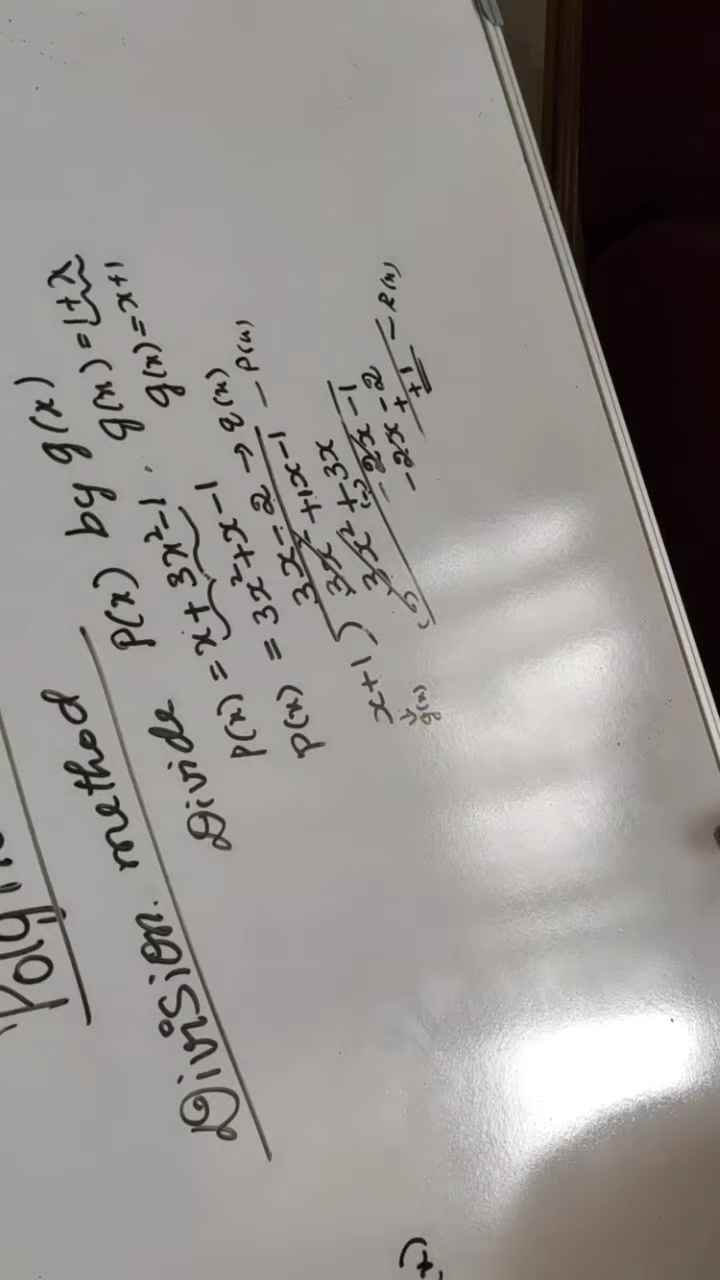 Division. method
Divide P(x) by g(x)
P(x) = x + 3x² - 1 . g(x) = 1 + x
P(x) = 3x² + x - 1 g(x) = x + 1
3x - 2 → q(x)
x + 1 ) 3x² + 1x - 1 — P(x)
↓ g(x) 3x² + 3x
(-) (-)
- 2x - 1
- 2x - 2
+ +
+1 — R(x)